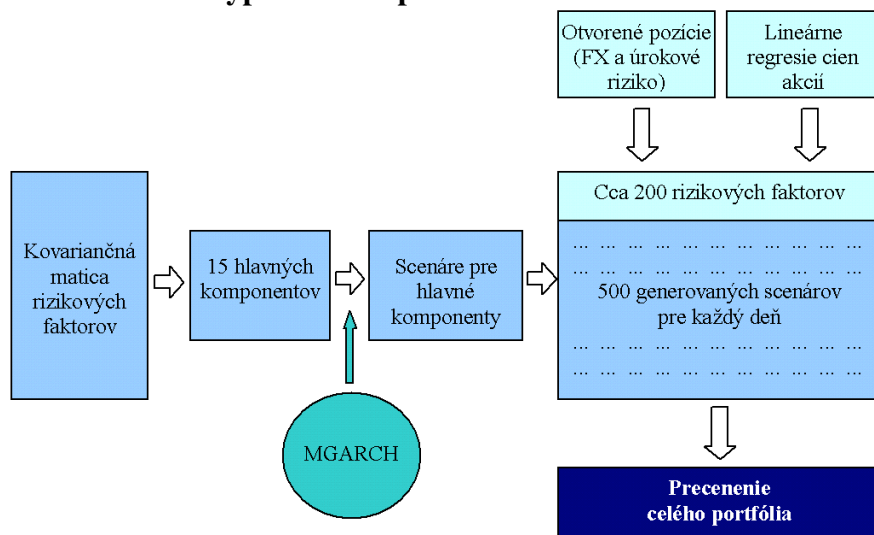 Otvorené pozície
(FX a úrokové
riziko)
Lineárne
regresie cien
akcií
Kovariančná
matica
rizikových
faktorov
15 hlavných
komponentov
Scenáre pre
hlavné
komponenty
Cca 200 rizikových faktorov
... ... ... ... ... ... ... ... ... ... ...
... ... ... ... ... ... ... ... ... ... ...
500 generovaných scenárov
pre každý deň
... ... ... ... ... ... ... ... ... ... ...
... ... ... ... ... ... ... ... ... ... ...
MGARCH
Precenenie
celého portfólia